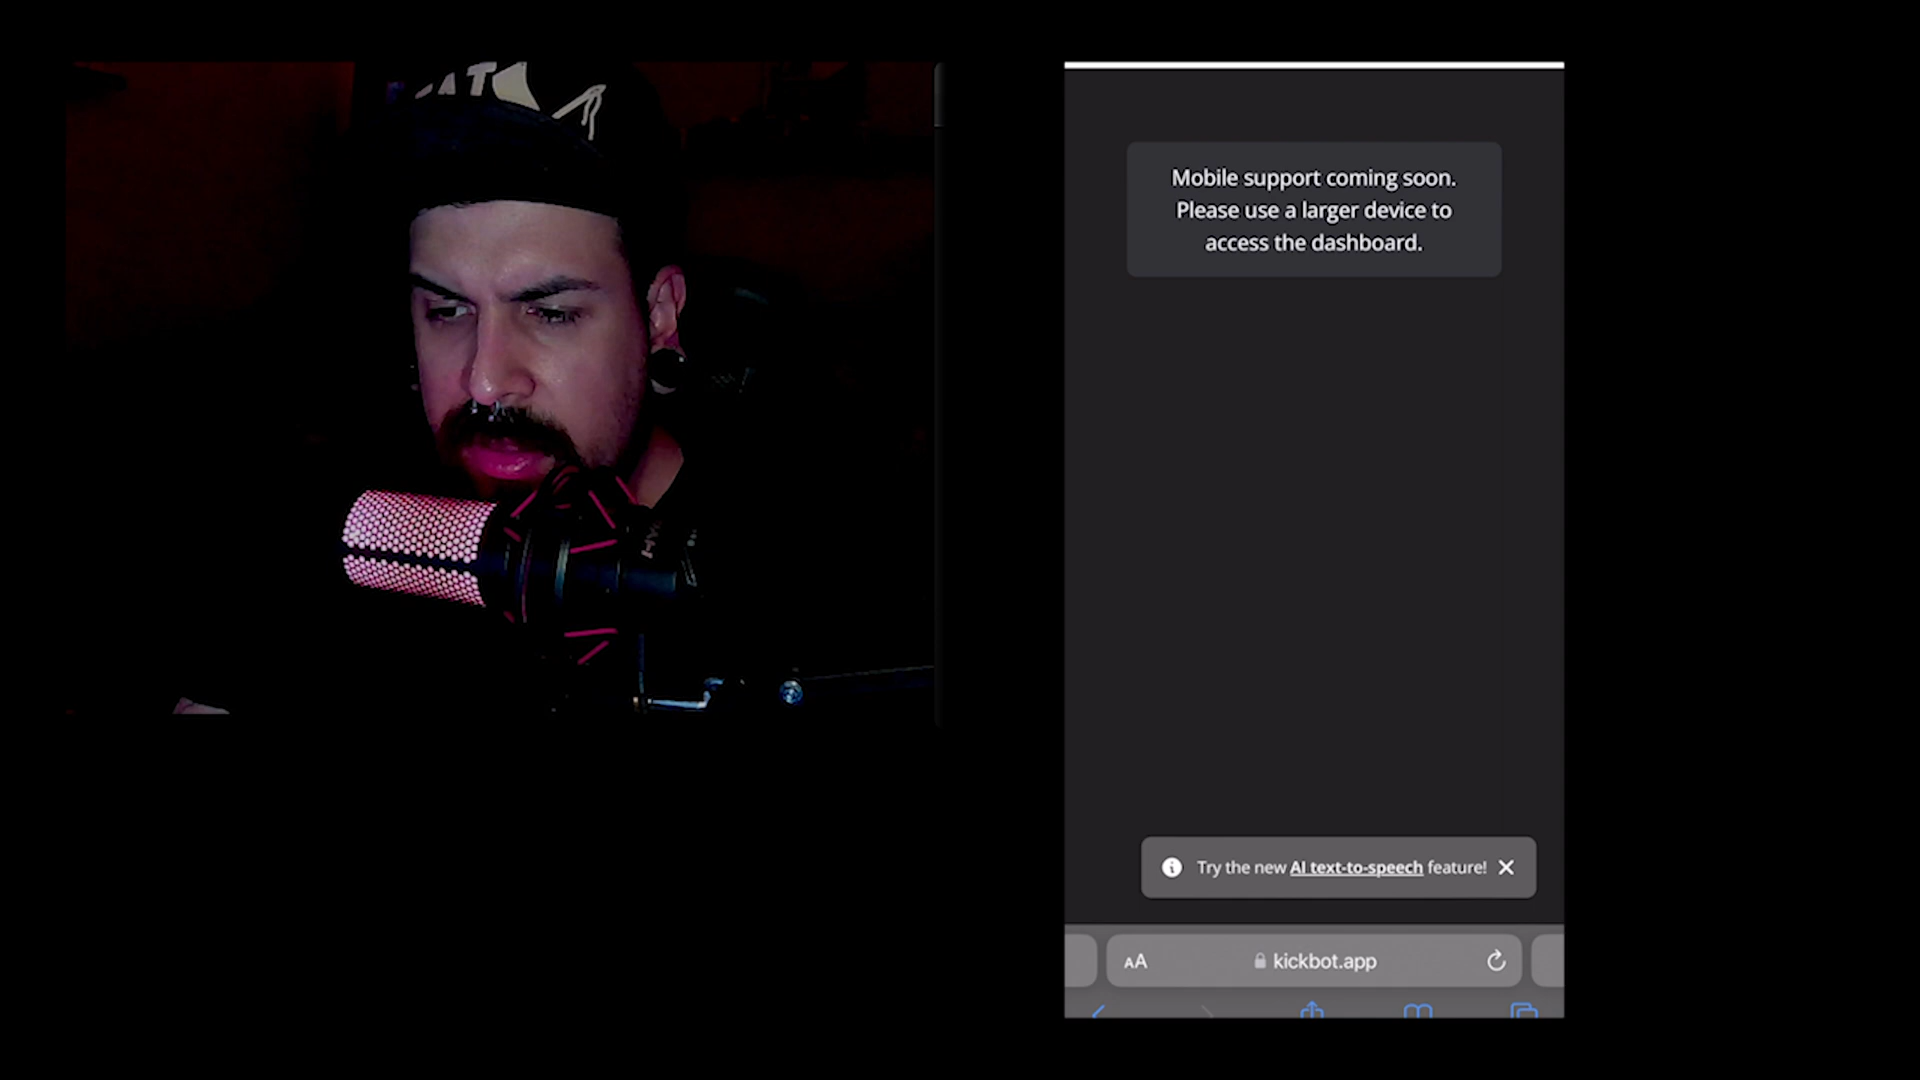 Mobile support coming soon.
Please use a larger device to
access the dashboard.
Try the new AI text-to-speech feature!
AA
kickbot.app